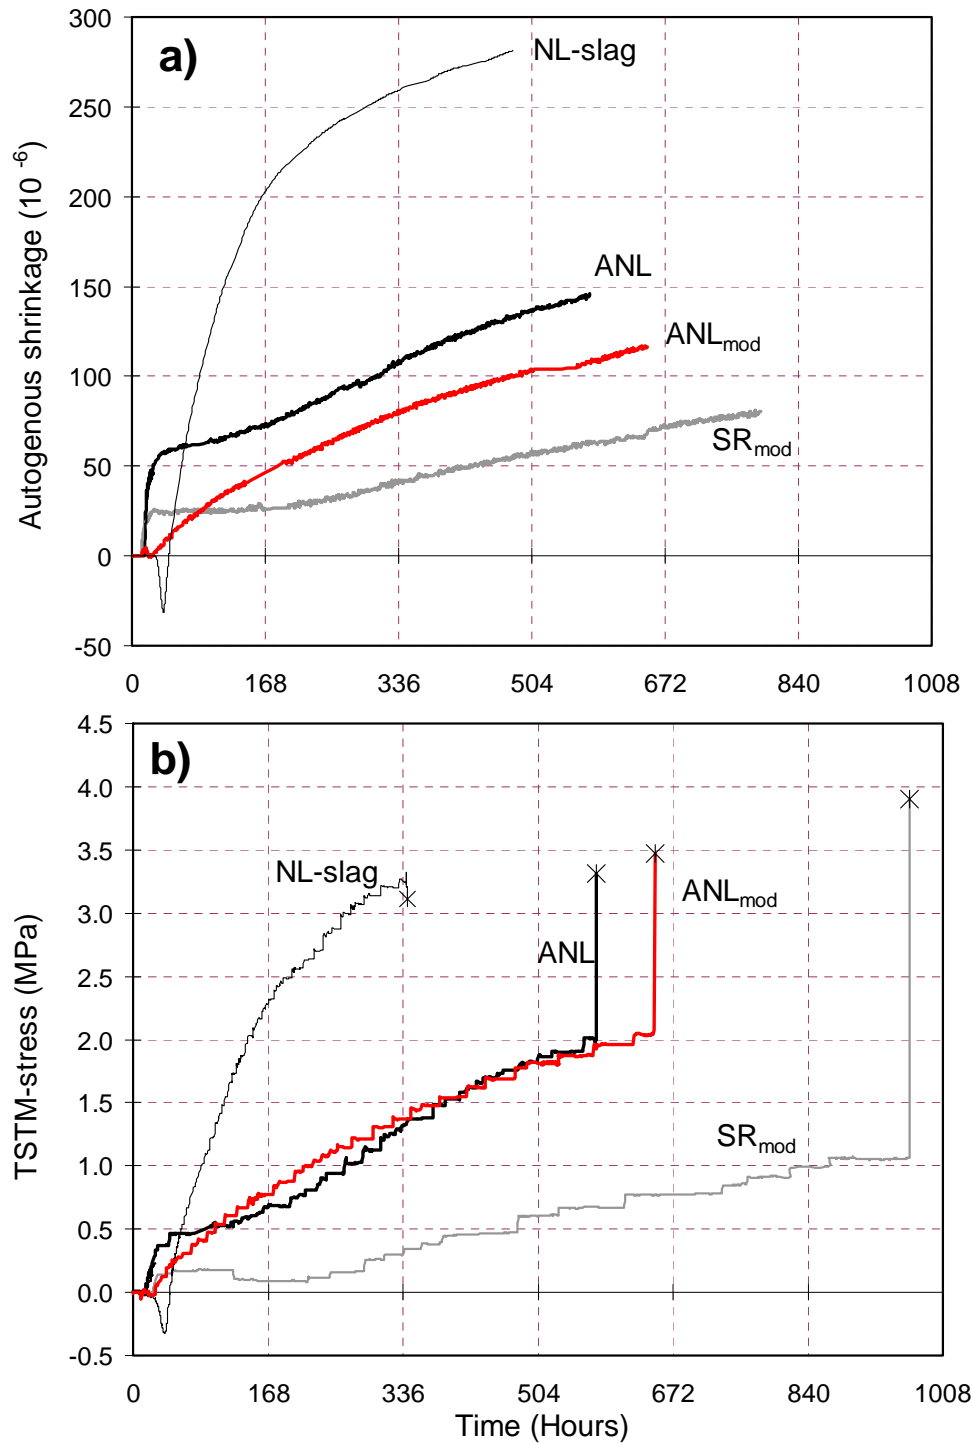 a)
Autogenous shrinkage (10 -6)
300
250
200
150
100
50
0
-50
NL-slag
ANL
ANLmod
SRmod
0 168 336 504 672 840 1008
b)
TSTM-stress (MPa)
4.5
4.0
3.5
3.0
2.5
2.0
1.5
1.0
0.5
0.0
-0.5
NL-slag
ANL
ANLmod
SRmod
0 168 336 504 672 840 1008
Time (Hours)